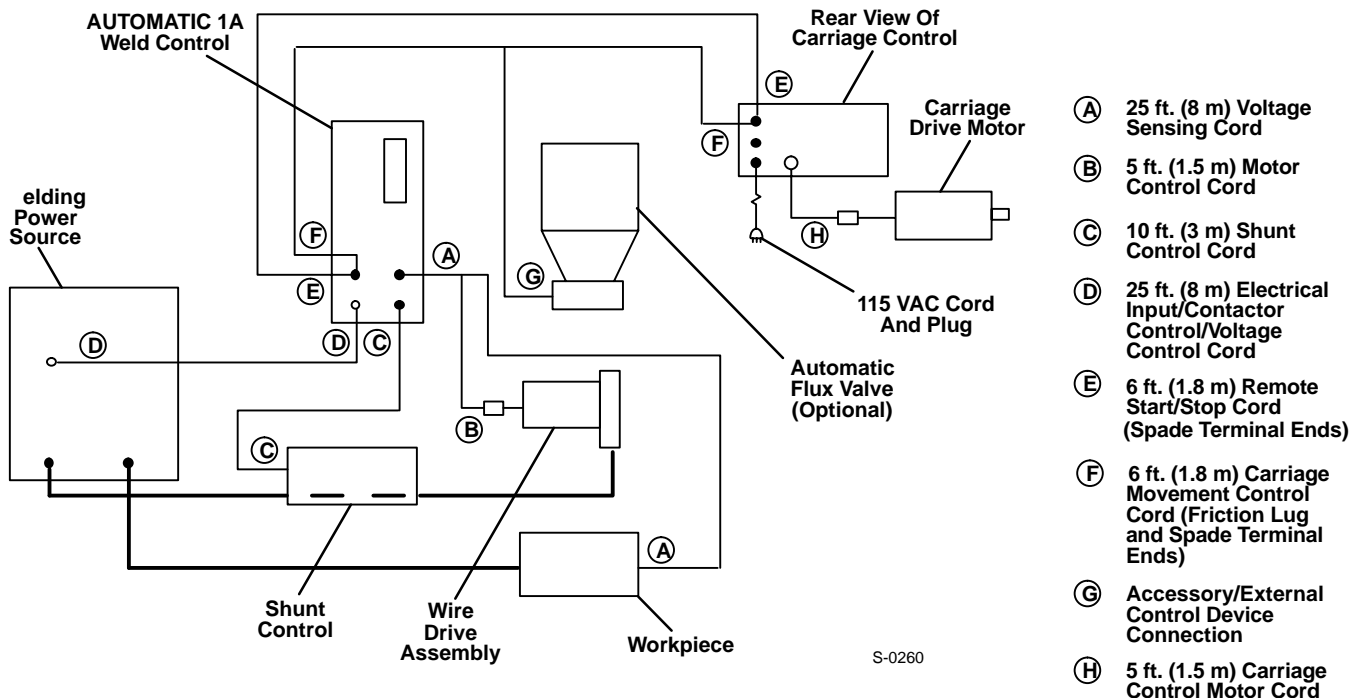 AUTOMATIC 1A
Weld Control
Rear View Of
Carriage Control
Carriage
Drive Motor
E
F
H
115 VAC Cord
And Plug
elding
Power
Source
F
A
E
D
C
G
D
Automatic
Flux Valve
(Optional)
B
C
A
Shunt
Control
Wire
Drive
Assembly
Workpiece
S-0260
A 25 ft. (8 m) Voltage
Sensing Cord
B 5 ft. (1.5 m) Motor
Control Cord
C 10 ft. (3 m) Shunt
Control Cord
D 25 ft. (8 m) Electrical
Input/Contactor
Control/Voltage
Control Cord
E 6 ft. (1.8 m) Remote
Start/Stop Cord
(Spade Terminal Ends)
F 6 ft. (1.8 m) Carriage
Movement Control
Cord (Friction Lug
and Spade Terminal
Ends)
G Accessory/External
Control Device
Connection
H 5 ft. (1.5 m) Carriage
Control Motor Cord